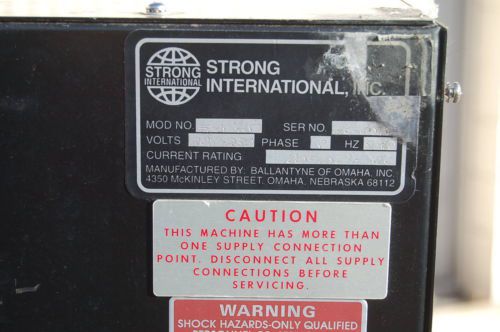 STRONG
INTERNATIONAL
STRONG
INTERNATIONAL, INC.
MOD NO. SER NO.
VOLTS PHASE HZ
CURRENT RATING
MANUFACTURED BY: BALLANTYNE OF OMAHA, INC
4350 McKINLEY STREET, OMAHA, NEBRASKA 68112
CAUTION
THIS MACHINE HAS MORE THAN
ONE SUPPLY CONNECTION
POINT. DISCONNECT ALL SUPPLY
CONNECTIONS BEFORE
SERVICING.
WARNING
SHOCK HAZARDS-ONLY QUALIFIED